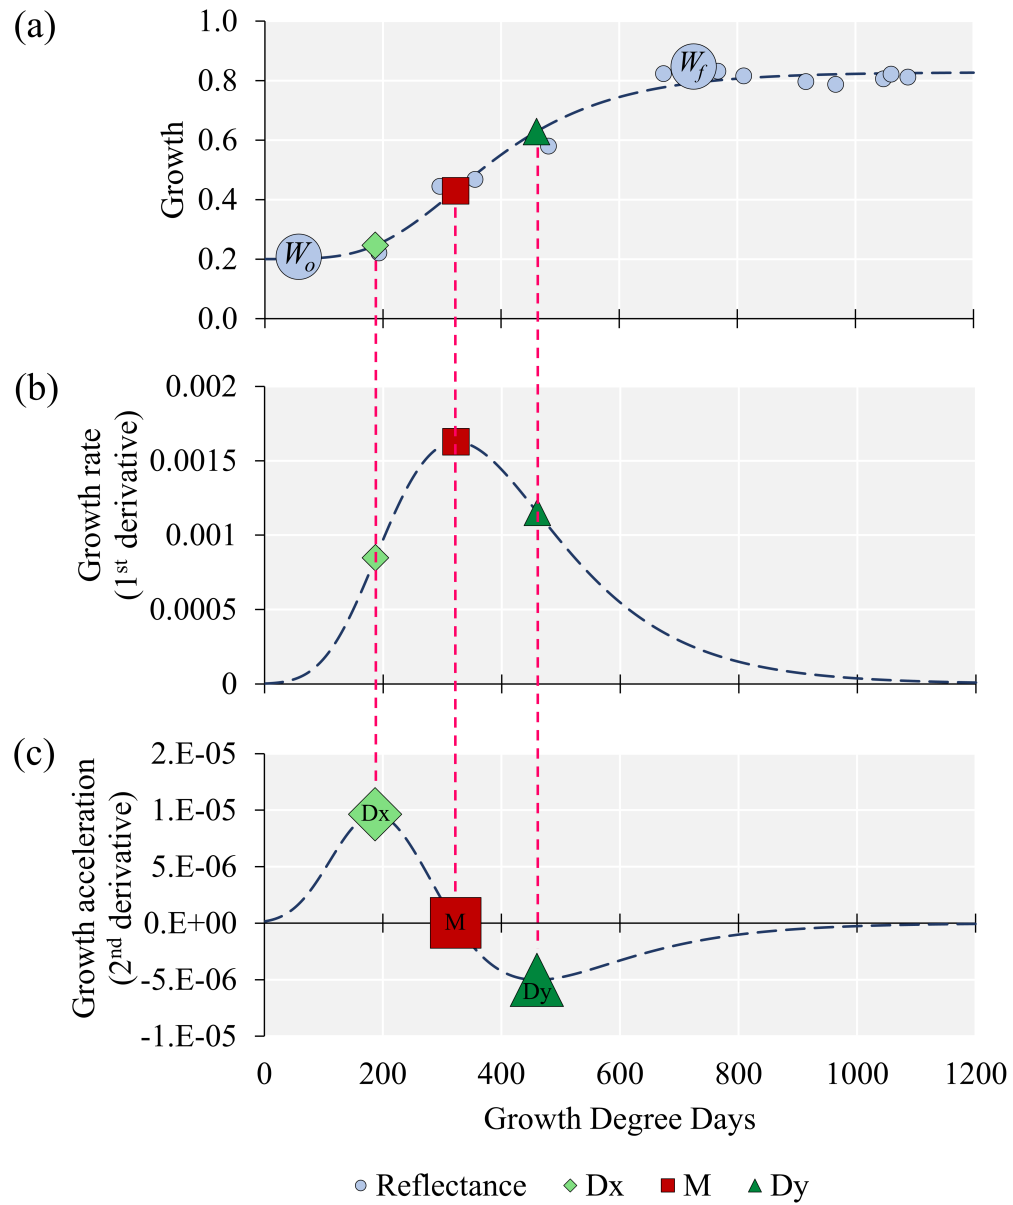 (a)
Growth
1.0
0.8
0.6
0.4
0.2
0.0
Wo
Wf
(b)
Growth rate
(1st derivative)
0.002
0.0015
0.001
0.0005
0
(c)
Growth acceleration
(2nd derivative)
2.E-05
1.E-05
5.E-06
0.E+00
-5.E-06
-1.E-05
Dx
M
Dy
0 200 400 600 800 1000 1200
Growth Degree Days
Reflectance Dx M Dy